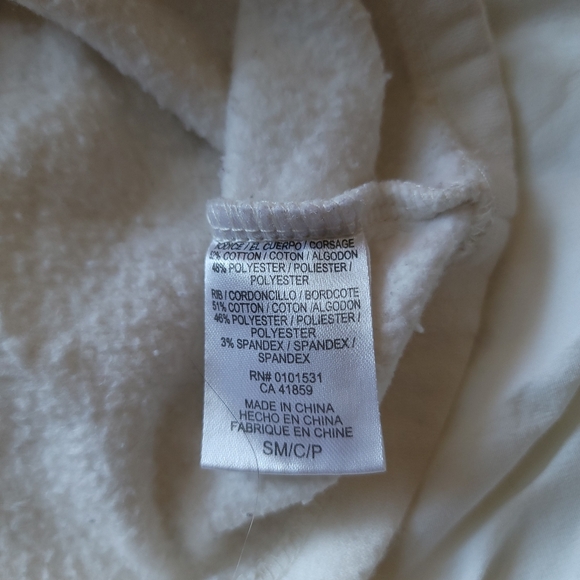 BODICE / EL CUERPO / CORSAGE
COTTON / COTON / ALGODON
POLYESTER / POLIESTER /
POLYESTER
RIB / CORDONCILLO / BORDCOTE
51% COTTON / COTON /ALGODON
46% POLYESTER / POLIESTER /
POLYESTER
3% SPANDEX / SPANDEX /
SPANDEX
RN# 0101531
CA 41859
MADE IN CHINA
HECHO EN CHINA
FABRIQUE EN CHINE
SM/C/P